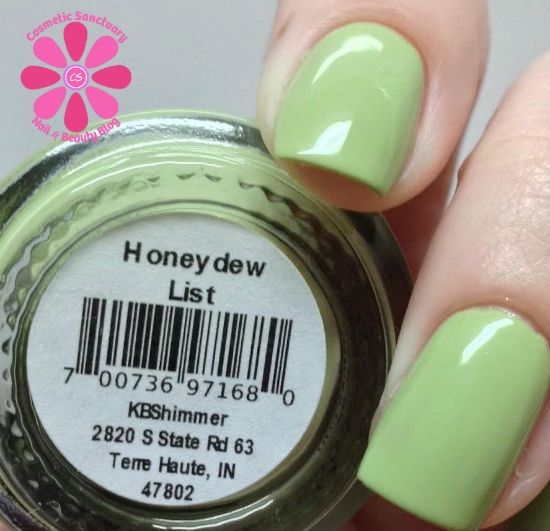 Cosmetic Sanctuary
CS
Nail & Beauty Blog
Honeydew
List
7 00736 97168 0
KBShimmer
2820 S State Rd 63
Terre Haute, IN
47802